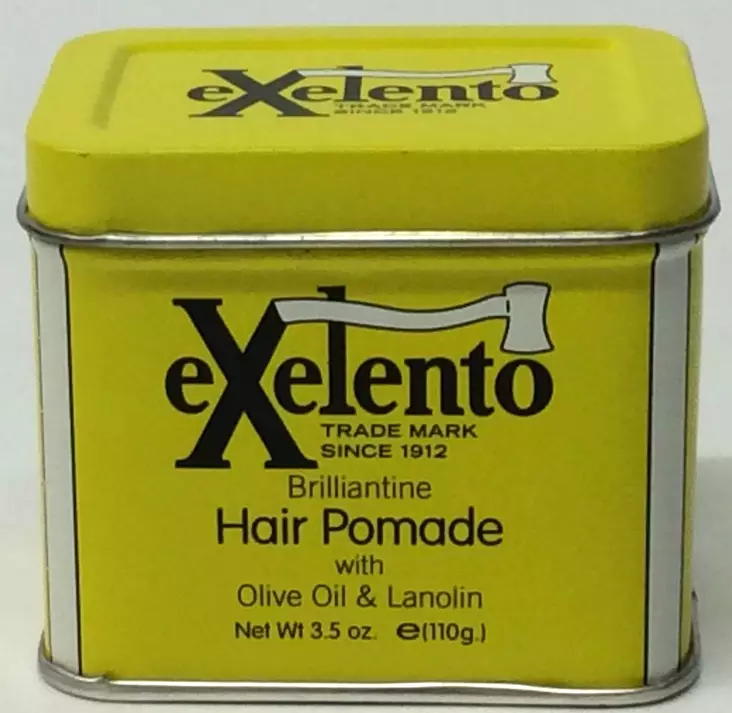 eXelento
TRADE MARK
SINCE 1912
eXelento
TRADE MARK
SINCE 1912
Brilliantine
Hair Pomade
with
Olive Oil & Lanolin
Net Wt 3.5 oz. ℮(110g.)